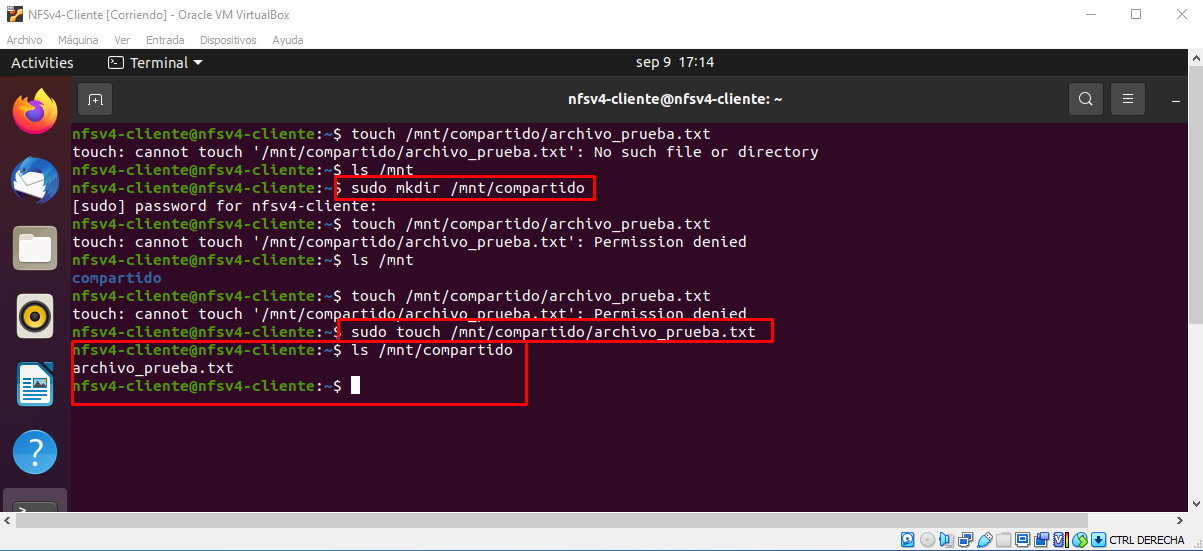 NFSv4-Cliente [Corriendo] - Oracle VM VirtualBox
Archivo Máquina Ver Entrada Dispositivos Ayuda
Activities Terminal sep 9 17:14
nfsv4-cliente@nfsv4-cliente: ~
nfsv4-cliente@nfsv4-cliente:~$ touch /mnt/compartido/archivo_prueba.txt
touch: cannot touch '/mnt/compartido/archivo_prueba.txt': No such file or directory
nfsv4-cliente@nfsv4-cliente:~$ ls /mnt
nfsv4-cliente@nfsv4-cliente:~$ sudo mkdir /mnt/compartido
[sudo] password for nfsv4-cliente:
nfsv4-cliente@nfsv4-cliente:~$ touch /mnt/compartido/archivo_prueba.txt
touch: cannot touch '/mnt/compartido/archivo_prueba.txt': Permission denied
nfsv4-cliente@nfsv4-cliente:~$ ls /mnt
compartido
nfsv4-cliente@nfsv4-cliente:~$ touch /mnt/compartido/archivo_prueba.txt
touch: cannot touch '/mnt/compartido/archivo_prueba.txt': Permission denied
nfsv4-cliente@nfsv4-cliente:~$ sudo touch /mnt/compartido/archivo_prueba.txt
nfsv4-cliente@nfsv4-cliente:~$ ls /mnt/compartido
archivo_prueba.txt
nfsv4-cliente@nfsv4-cliente:~$
CTRL DERECHA